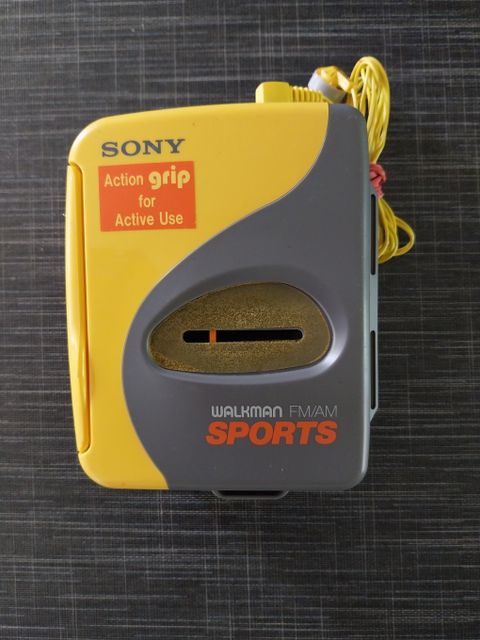 SONY
Action grip
for
Active Use
WALKMAN FM/AM
SPORTS